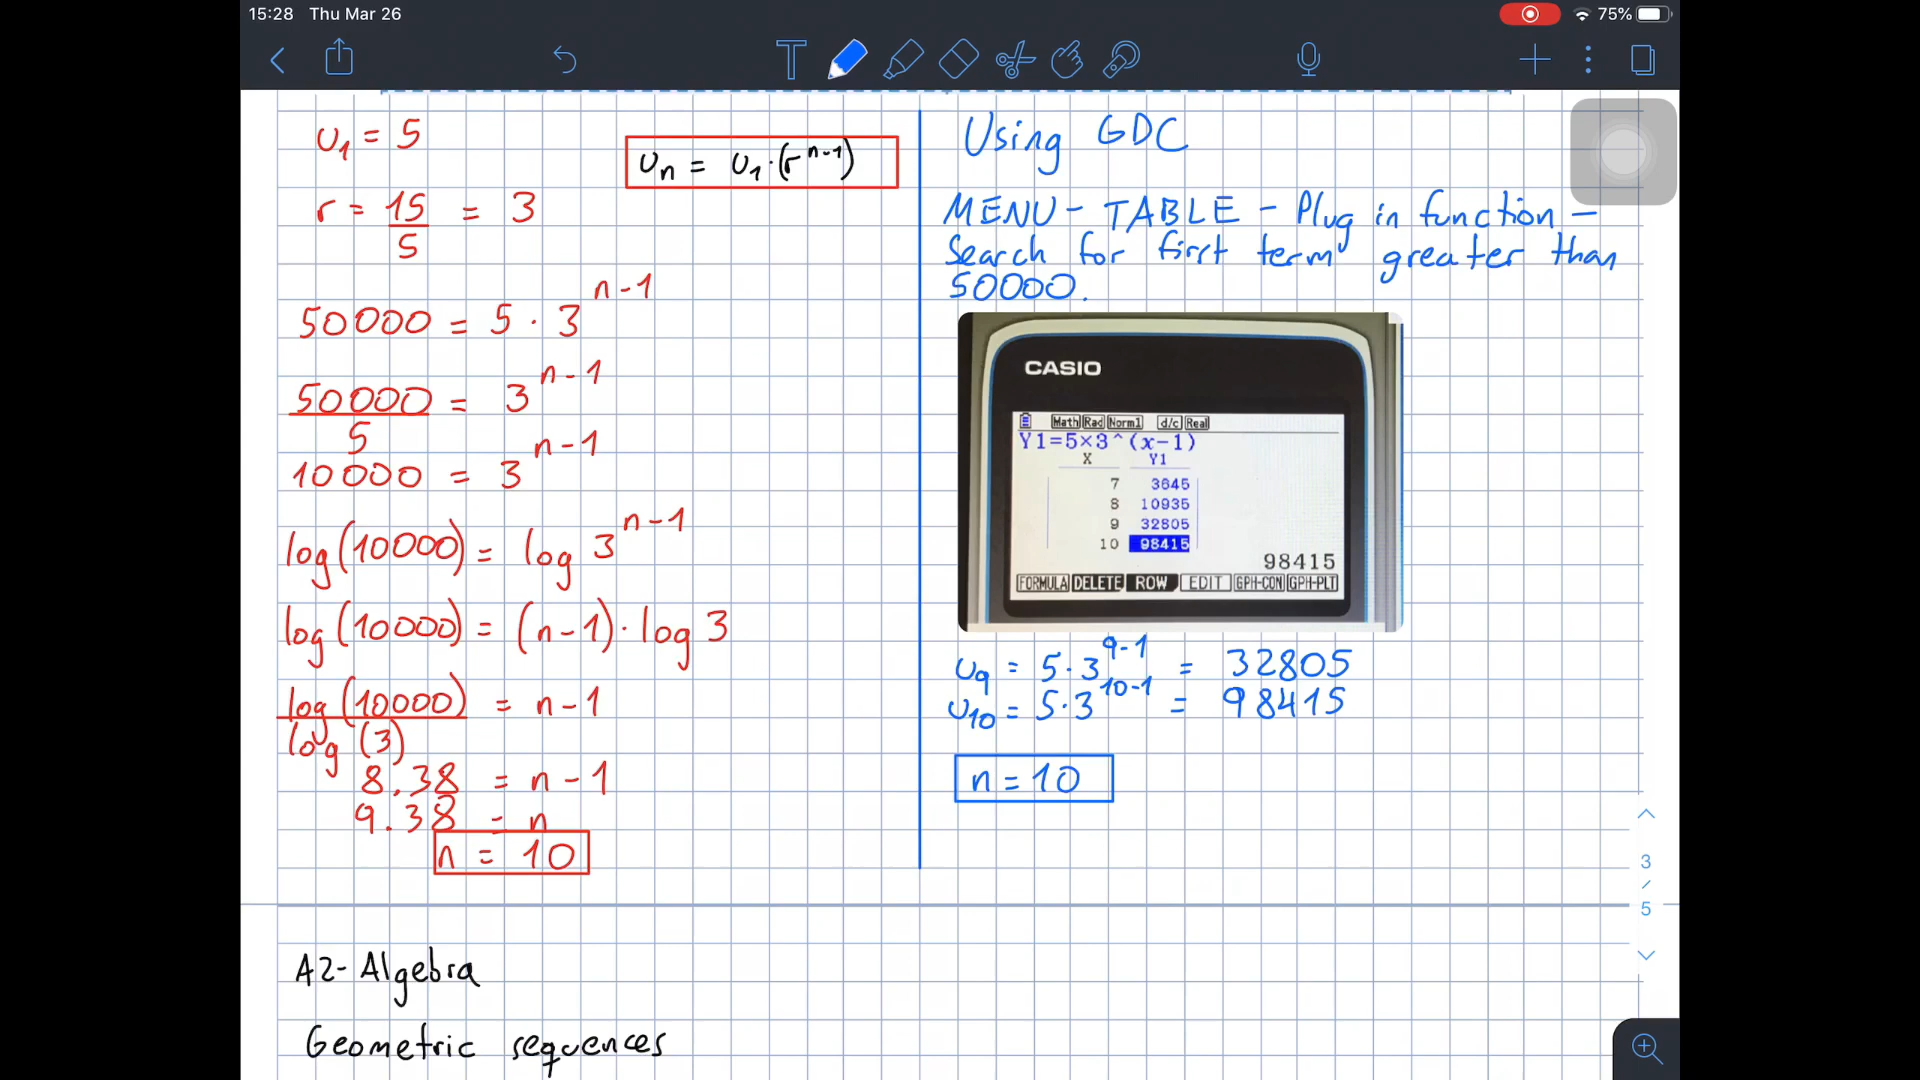 15:28 Thu Mar 26
75%
u₁ = 5
uₙ = u₁·(r^(n-1))
r = 15/5 = 3
50000 = 5 · 3^(n-1)
50000/5 = 3^(n-1)
10000 = 3^(n-1)
log(10000) = log 3^(n-1)
log(10000) = (n-1)·log 3
log(10000)/log(3) = n-1
8.38 = n-1
9.38 = n
n = 10
Using GDC
MENU - TABLE - Plug in function -
Search for first term greater than
50000.
CASIO
Math Rad Norm1 d/c Real
Y1=5×3^(x-1)
X Y1
7 3645
8 10935
9 32805
10 98415
98415
FORMULA DELETE ROW EDIT GPH-CON GPH-PLT
u₉ = 5·3^(9-1) = 32805
u₁₀ = 5·3^(10-1) = 98415
n = 10
3
/
5
A2-Algebra
Geometric sequences